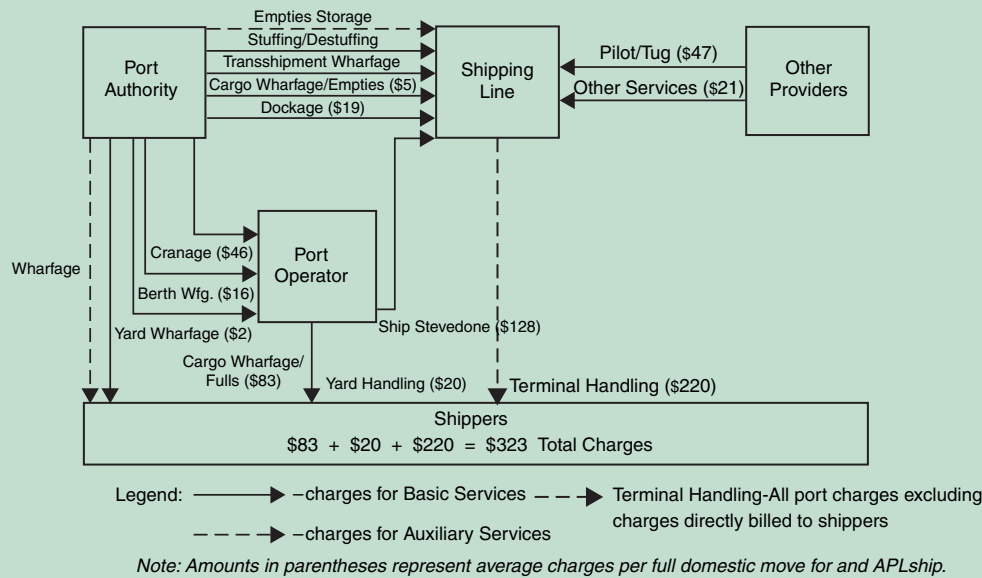 Empties Storage
Stuffing/Destuffing
Transshipment Wharfage
Cargo Wharfage/Empties ($5)
Dockage ($19)
Port
Authority
Shipping
Line
Pilot/Tug ($47)
Other Services ($21)
Other
Providers
Wharfage
Cranage ($46)
Berth Wfg. ($16)
Yard Wharfage ($2)
Port
Operator
Ship Stevedone ($128)
Cargo Wharfage/
Fulls ($83)
Yard Handling ($20)
Terminal Handling ($220)
Shippers
$83 + $20 + $220 = $323 Total Charges
Legend:
–charges for Basic Services
–charges for Auxiliary Services
Terminal Handling-All port charges excluding
charges directly billed to shippers
Note: Amounts in parentheses represent average charges per full domestic move for and APLship.